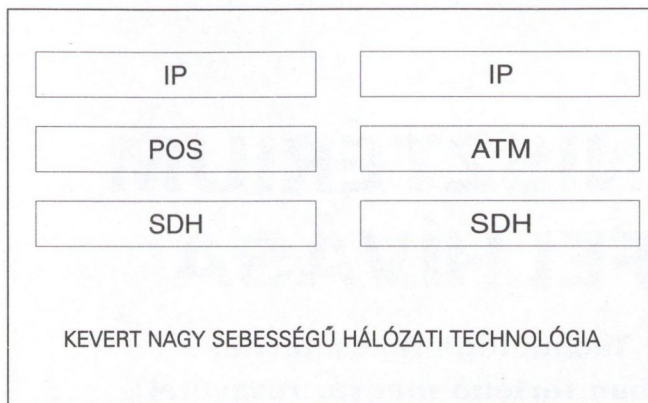 IP IP
POS ATM
SDH SDH
KEVERT NAGY SEBESSÉGŰ HÁLÓZATI TECHNOLÓGIA